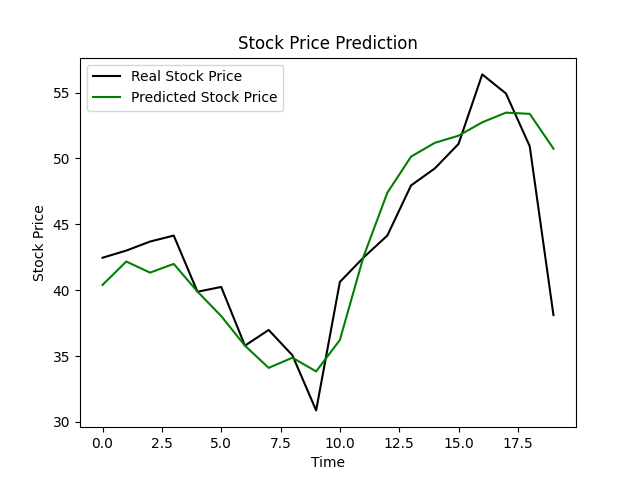 Stock Price Prediction
Real Stock Price
Predicted Stock Price
Stock Price
55
50
45
40
35
30
0.0 2.5 5.0 7.5 10.0 12.5 15.0 17.5
Time